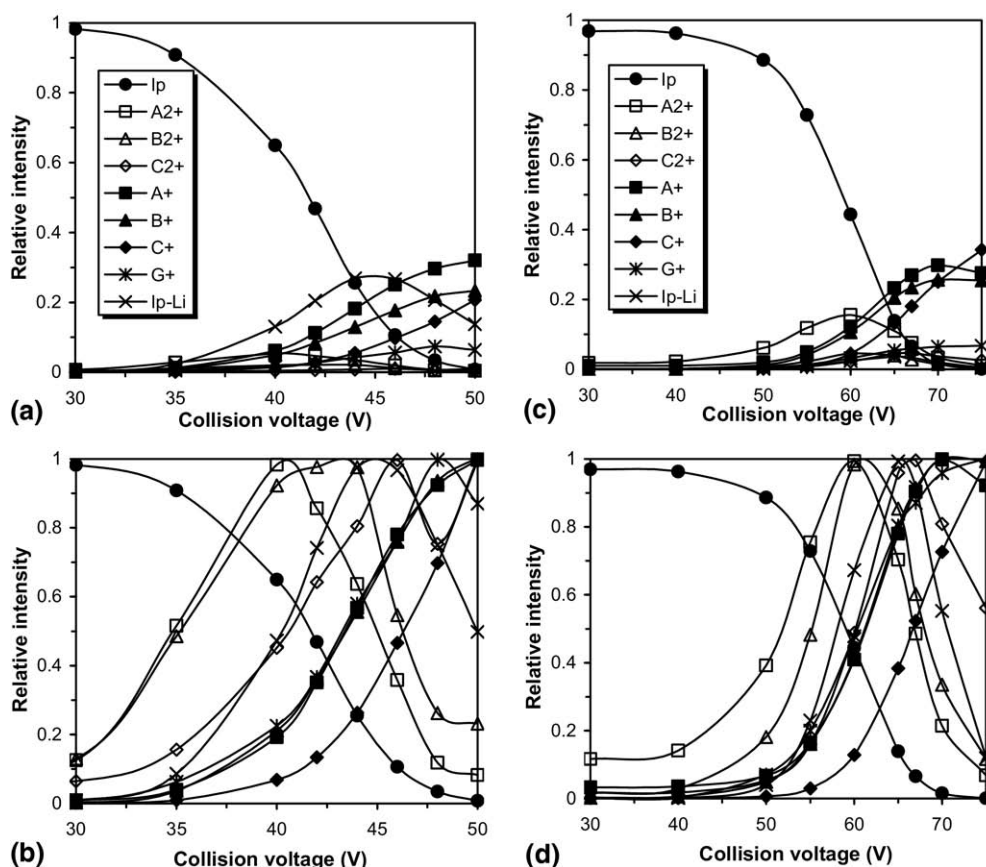 1
0.8
0.6
0.4
0.2
0
Relative intensity
Ip
A2+
B2+
C2+
A+
B+
C+
G+
Ip-Li
30 35 40 45 50
(a) Collision voltage (V)
1
0.8
0.6
0.4
0.2
0
Relative intensity
Ip
A2+
B2+
C2+
A+
B+
C+
G+
Ip-Li
30 40 50 60 70
(c) Collision voltage (V)
1
0.8
0.6
0.4
0.2
0
Relative intensity
30 35 40 45 50
(b) Collision voltage (V)
1
0.8
0.6
0.4
0.2
0
Relative intensity
30 40 50 60 70
(d) Collision voltage (V)